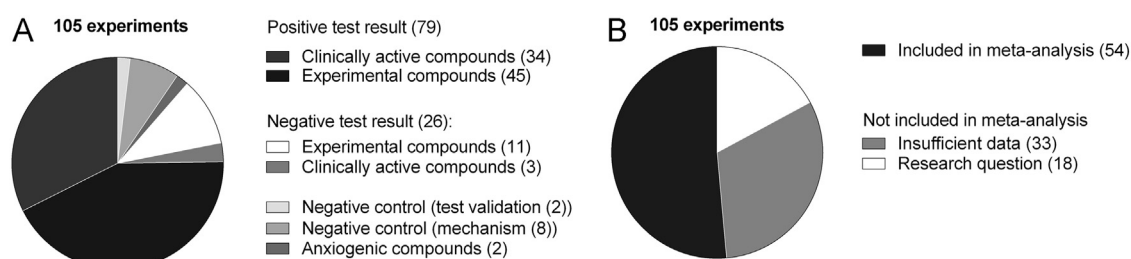 A
105 experiments
Positive test result (79)
Clinically active compounds (34)
Experimental compounds (45)
Negative test result (26):
Experimental compounds (11)
Clinically active compounds (3)
Negative control (test validation (2))
Negative control (mechanism (8))
Anxiogenic compounds (2)
B
105 experiments
Included in meta-analysis (54)
Not included in meta-analysis
Insufficient data (33)
Research question (18)